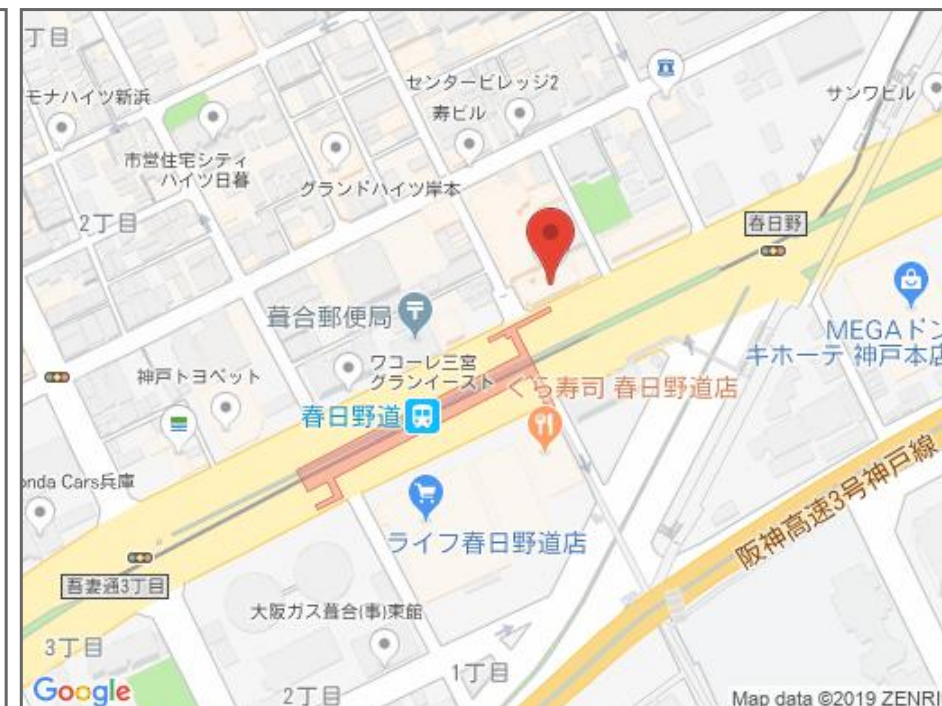 丁目
センタービレッジ2
モナハイツ新浜
寿ビル
サンワビル
市営住宅シティ
ハイツ日暮
グランドハイツ岸本
2丁目
春日野
葺合郵便局
MEGAドン
キホーテ 神戸本店
ワコーレ三宮
グランイースト
神戸トヨペット
くら寿司 春日野道店
春日野道
onda Cars兵庫
ライフ春日野道店
阪神高速3号神戸線
吾妻通3丁目
大阪ガス葺合(事)東館
3丁目
1丁目
2丁目
Google
Map data ©2019 ZENRI